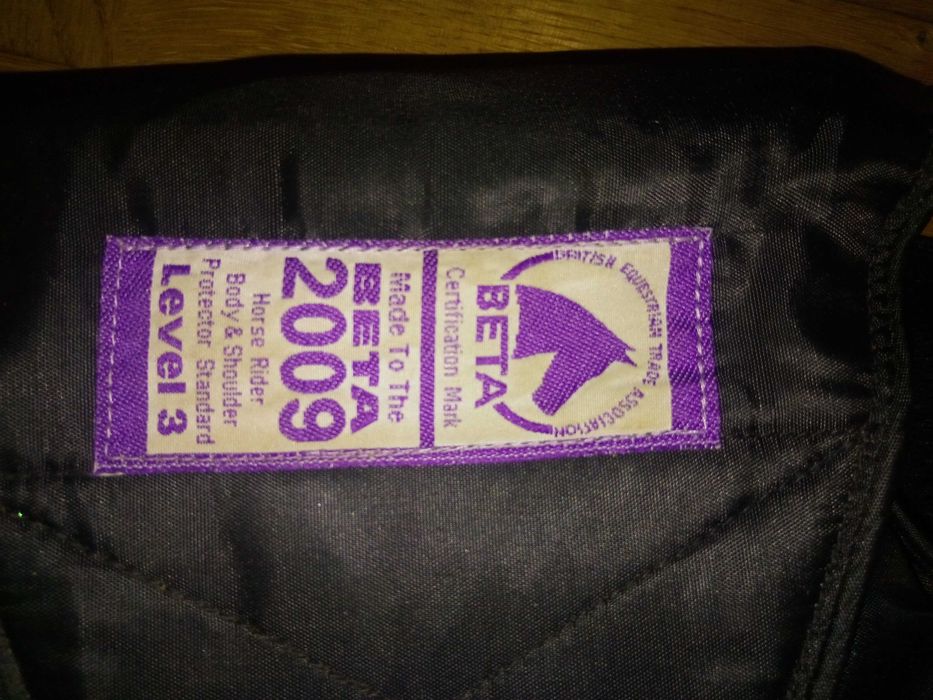 BRITISH EQUESTRIAN TRADE ASSOCIATION
BETA
Certification Mark
Made To The
BETA
2009
Horse Rider
Body & Shoulder
Protector Standard
Level 3